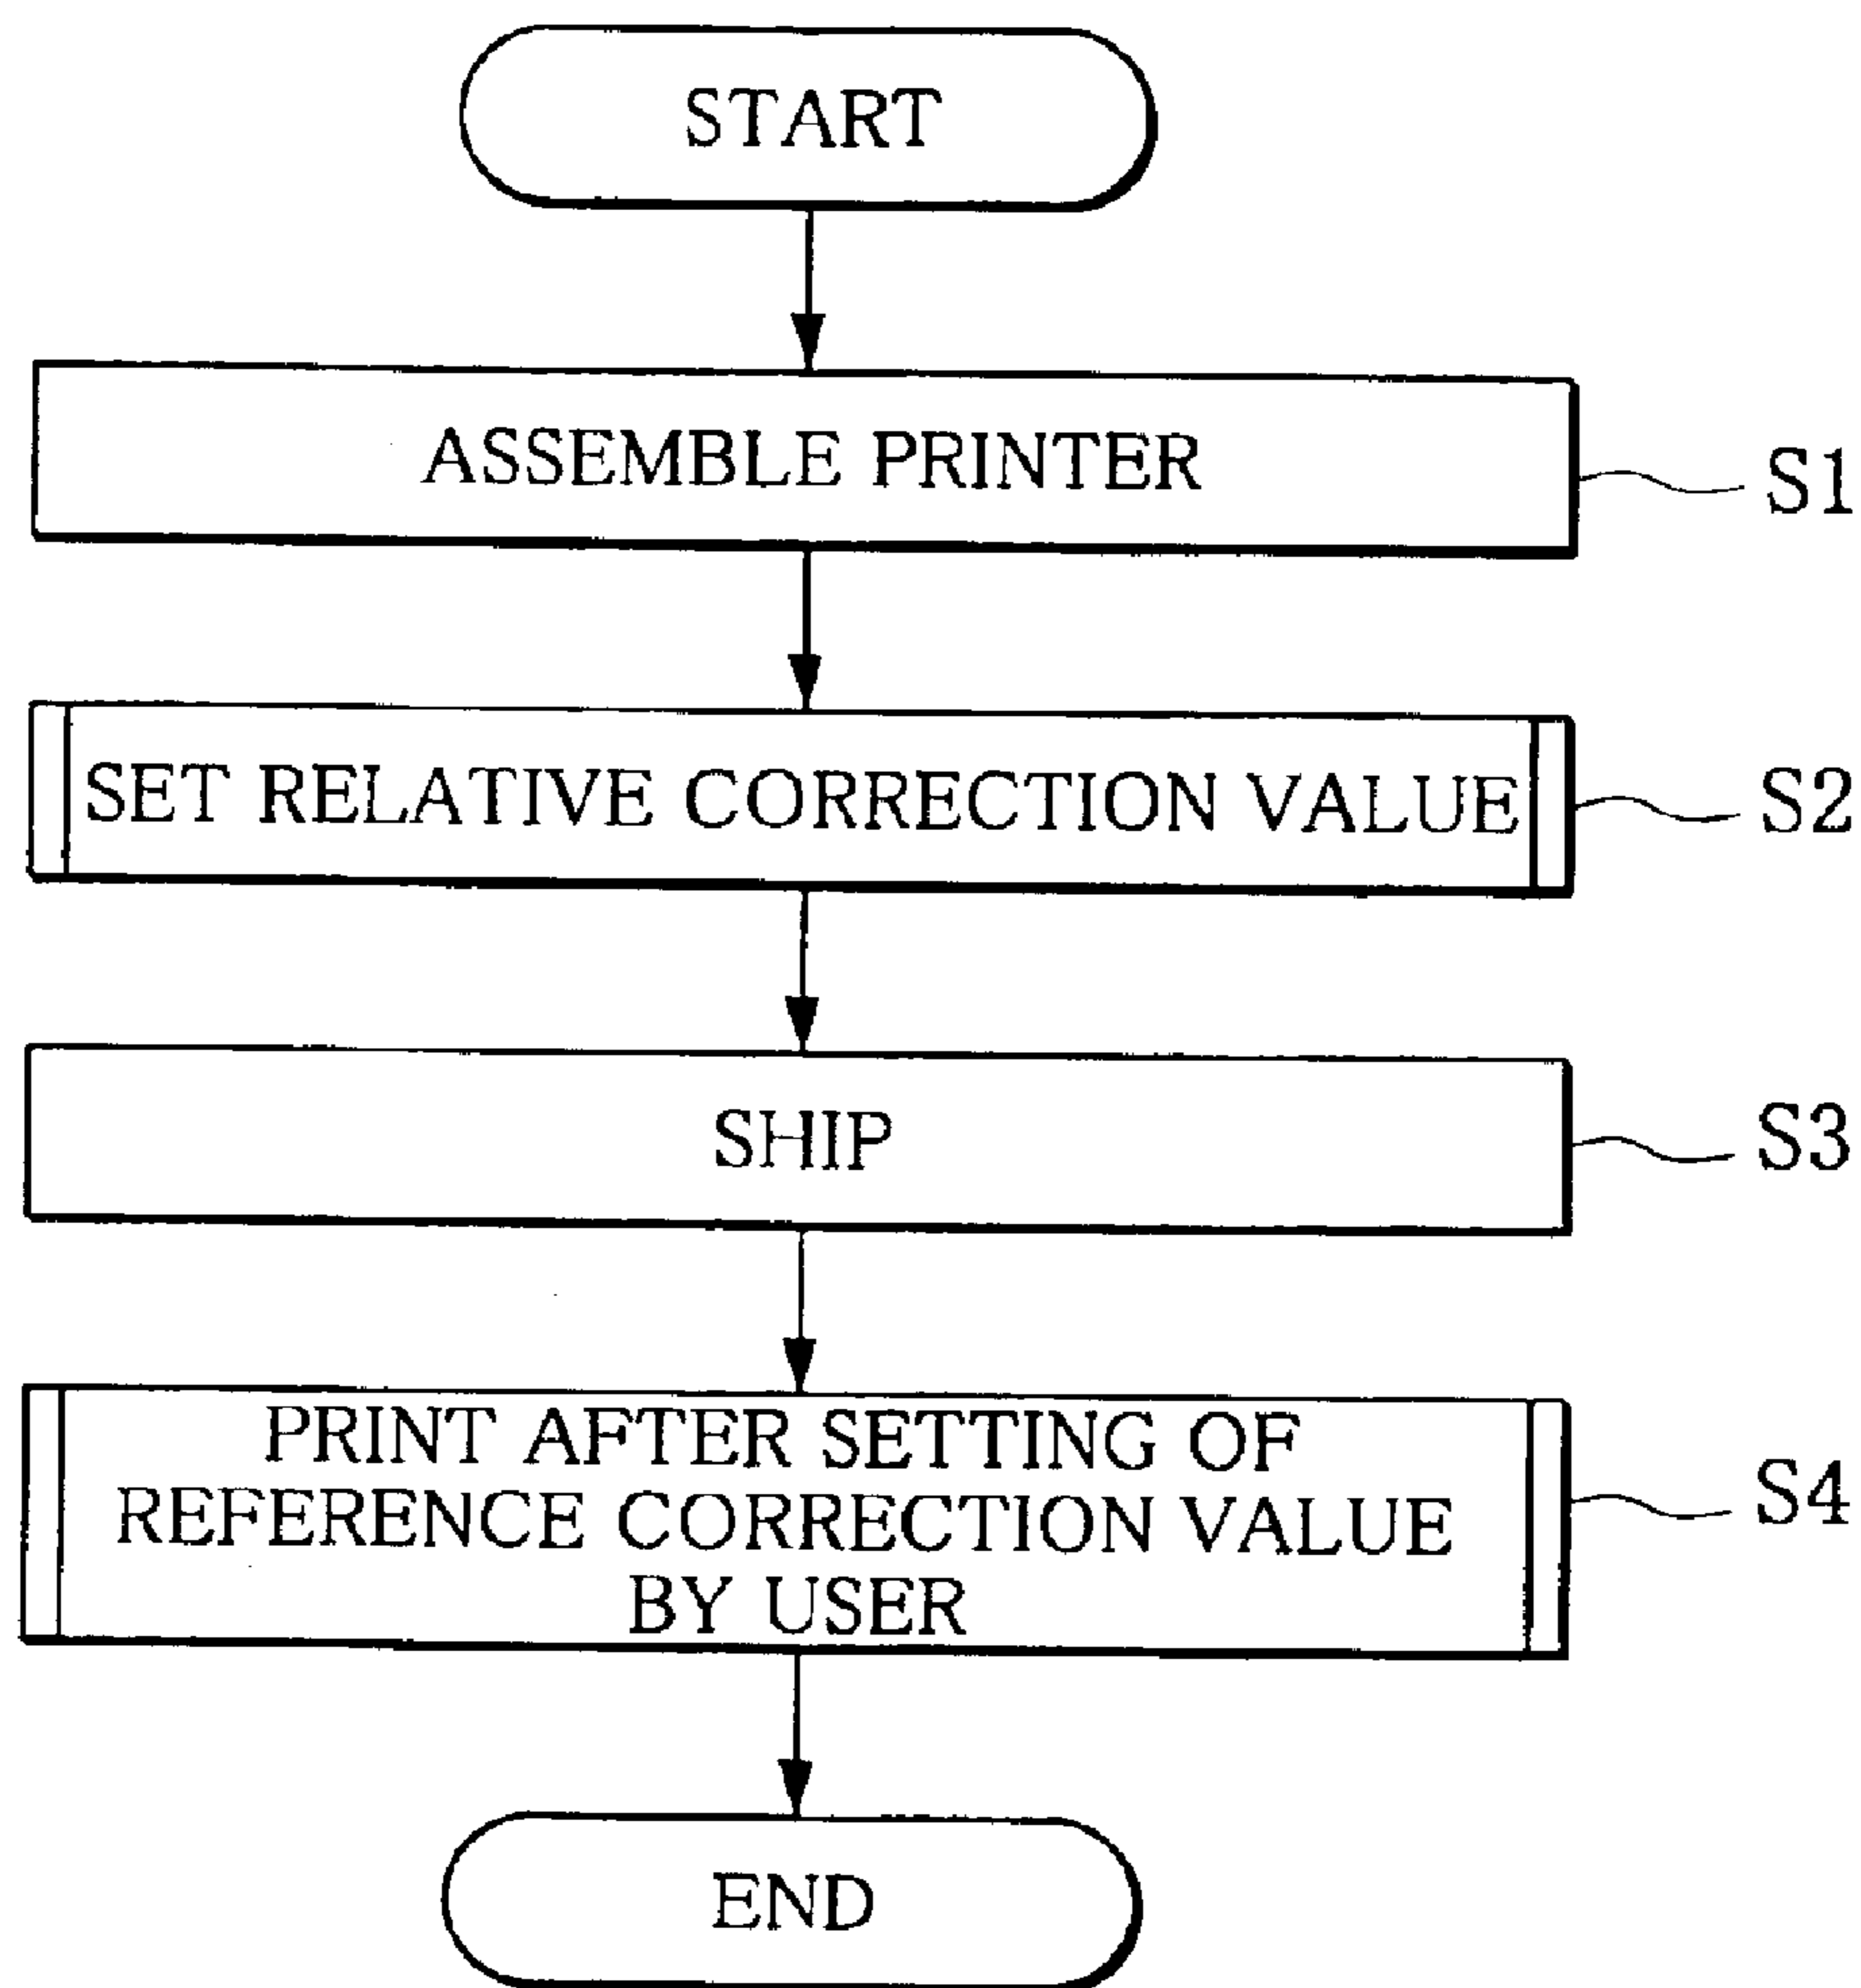 START
ASSEMBLE PRINTER
S1
SET RELATIVE CORRECTION VALUE
S2
SHIP
S3
PRINT AFTER SETTING OF
REFERENCE CORRECTION VALUE
BY USER
S4
END